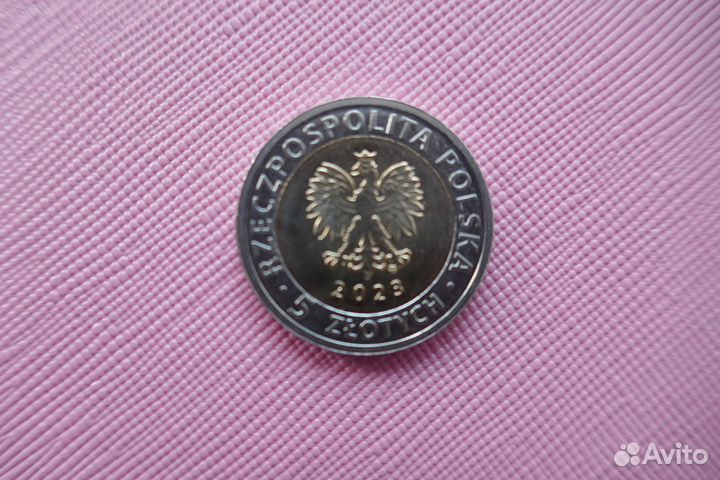 RZECZPOSPOLITA POLSKA
2023
· 5 ZŁOTYCH ·
Avito